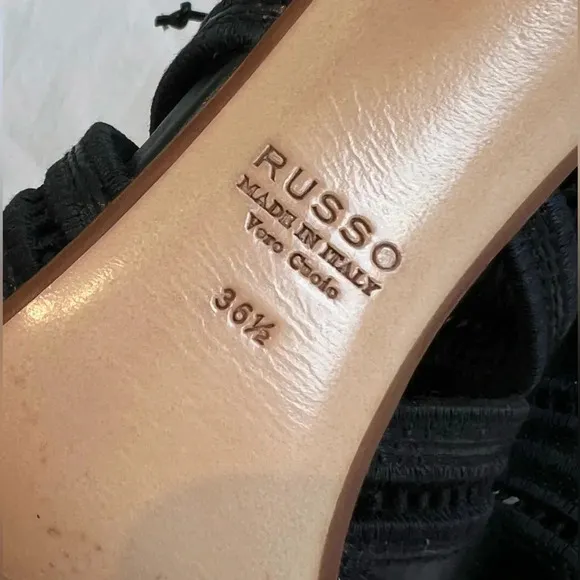 RUSSO
MADE IN ITALY
Vero Cuoio
36½